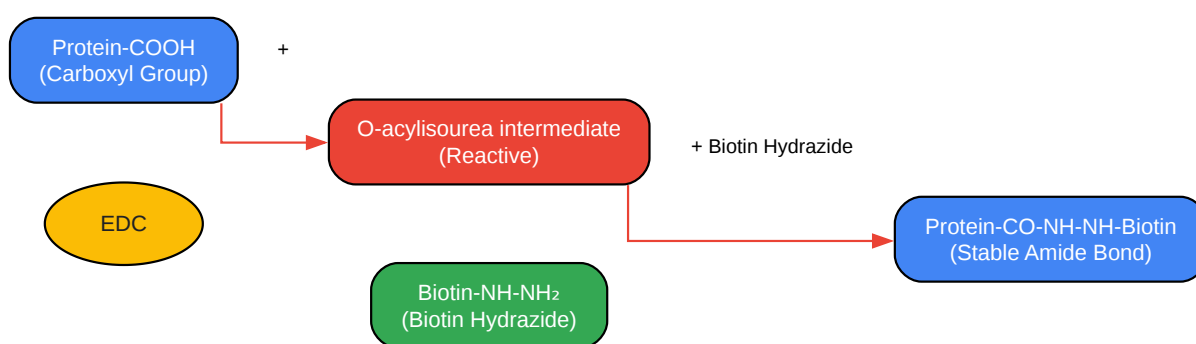 Protein-COOH
(Carboxyl Group)
+
O-acylisourea intermediate
(Reactive)
+ Biotin Hydrazide
EDC
Protein-CO-NH-NH-Biotin
(Stable Amide Bond)
Biotin-NH-NH₂
(Biotin Hydrazide)